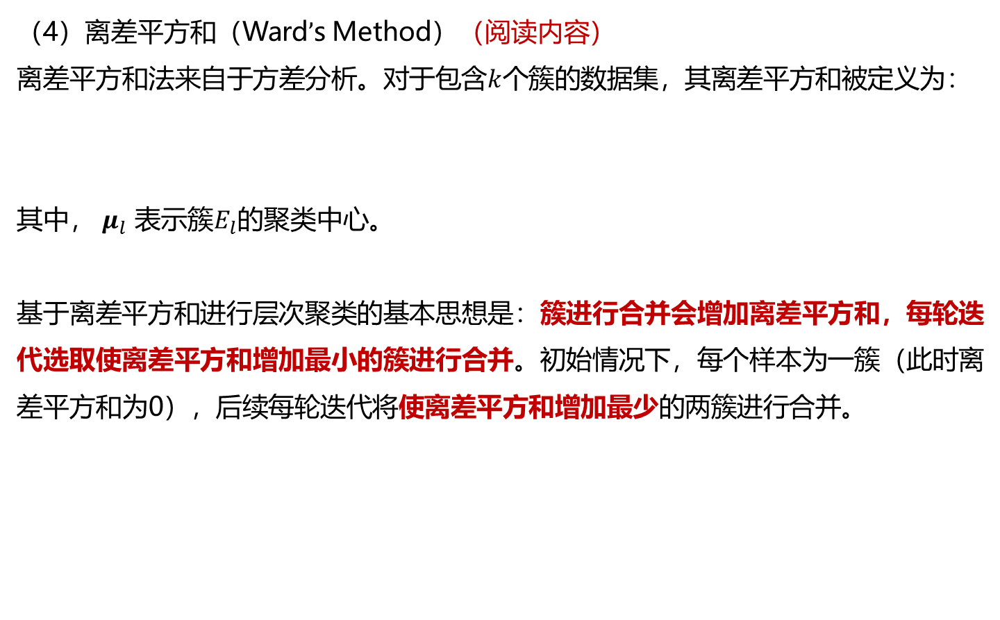 （4）离差平方和（Ward’s Method）（阅读内容）
离差平方和法来自于方差分析。对于包含𝑘个簇的数据集，其离差平方和被定义为：
其中， 𝝁𝑙 表示簇𝐸𝑙的聚类中心。
基于离差平方和进行层次聚类的基本思想是：簇进行合并会增加离差平方和，每轮迭
代选取使离差平方和增加最小的簇进行合并。初始情况下，每个样本为一簇（此时离
差平方和为0），后续每轮迭代将使离差平方和增加最少的两簇进行合并。